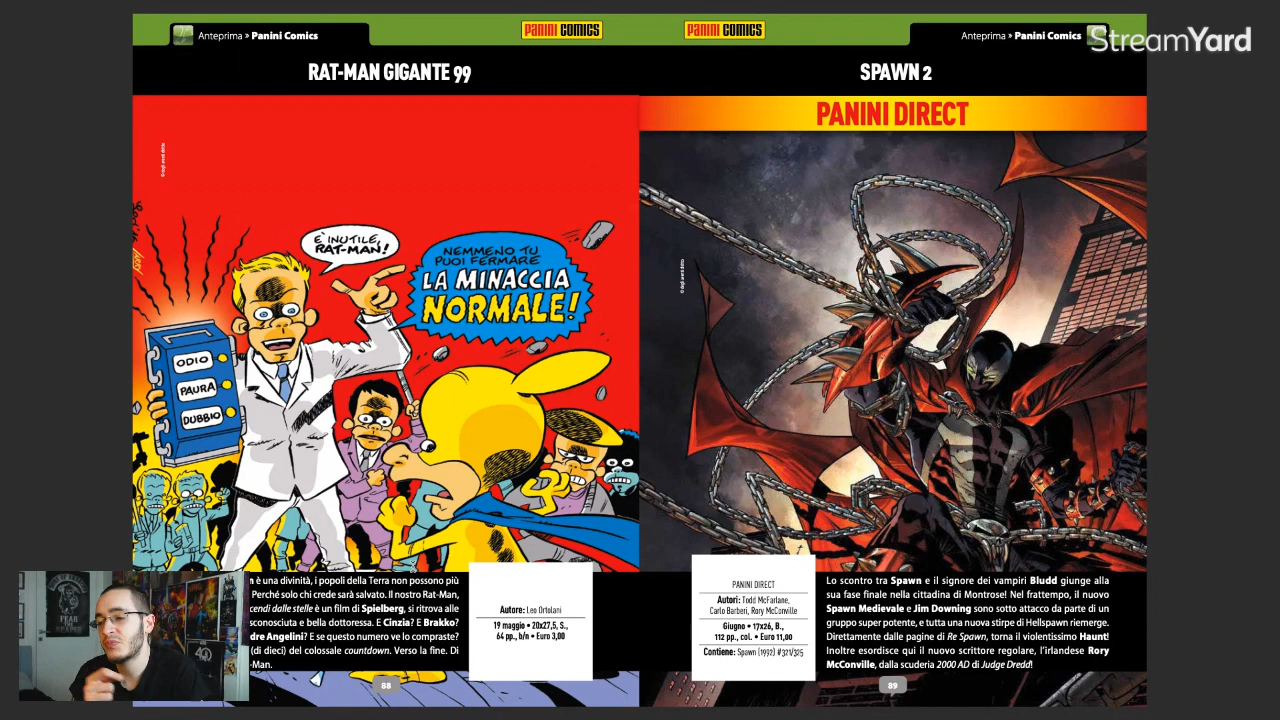 StreamYard
Anteprima » Panini Comics
PANINI COMICS
PANINI COMICS
Anteprima » Panini Comics
RAT-MAN GIGANTE 99
È INUTILE,
RAT-MAN!
NEMMENO TU
PUOI FERMARE
LA MINACCIA
NORMALE!
ODIO
PAURA
DUBBIO
n è una divinità, i popoli della Terra non possono più
Perché solo chi crede sarà salvato. Il nostro Rat-Man,
cendi dalle stelle è un film di Spielberg, si ritrova alle
sconosciuta e bella dottoressa. E Cinzia? E Brakko?
dre Angelini? E se questo numero ve lo compraste?
(di dieci) del colossale countdown. Verso la fine. Di
-Man.
Autore: Leo Ortolani
19 maggio • 20x27,5, S.,
64 pp., b/n • Euro 3,00
88
SPAWN 2
PANINI DIRECT
PANINI DIRECT
Autori: Todd McFarlane,
Carlo Barberi, Rory McConville
Giugno • 17x26, B.,
112 pp., col. • Euro 11,00
Contiene: Spawn (1992) #321/325
Lo scontro tra Spawn e il signore dei vampiri Bludd giunge alla
sua fase finale nella cittadina di Montrose! Nel frattempo, il nuovo
Spawn Medievale e Jim Downing sono sotto attacco da parte di un
gruppo super potente, e tutta una nuova stirpe di Hellspawn riemerge.
Direttamente dalle pagine di Re Spawn, torna il violentissimo Haunt!
Inoltre esordisce qui il nuovo scrittore regolare, l'irlandese Rory
McConville, dalla scuderia 2000 AD di Judge Dredd!
89